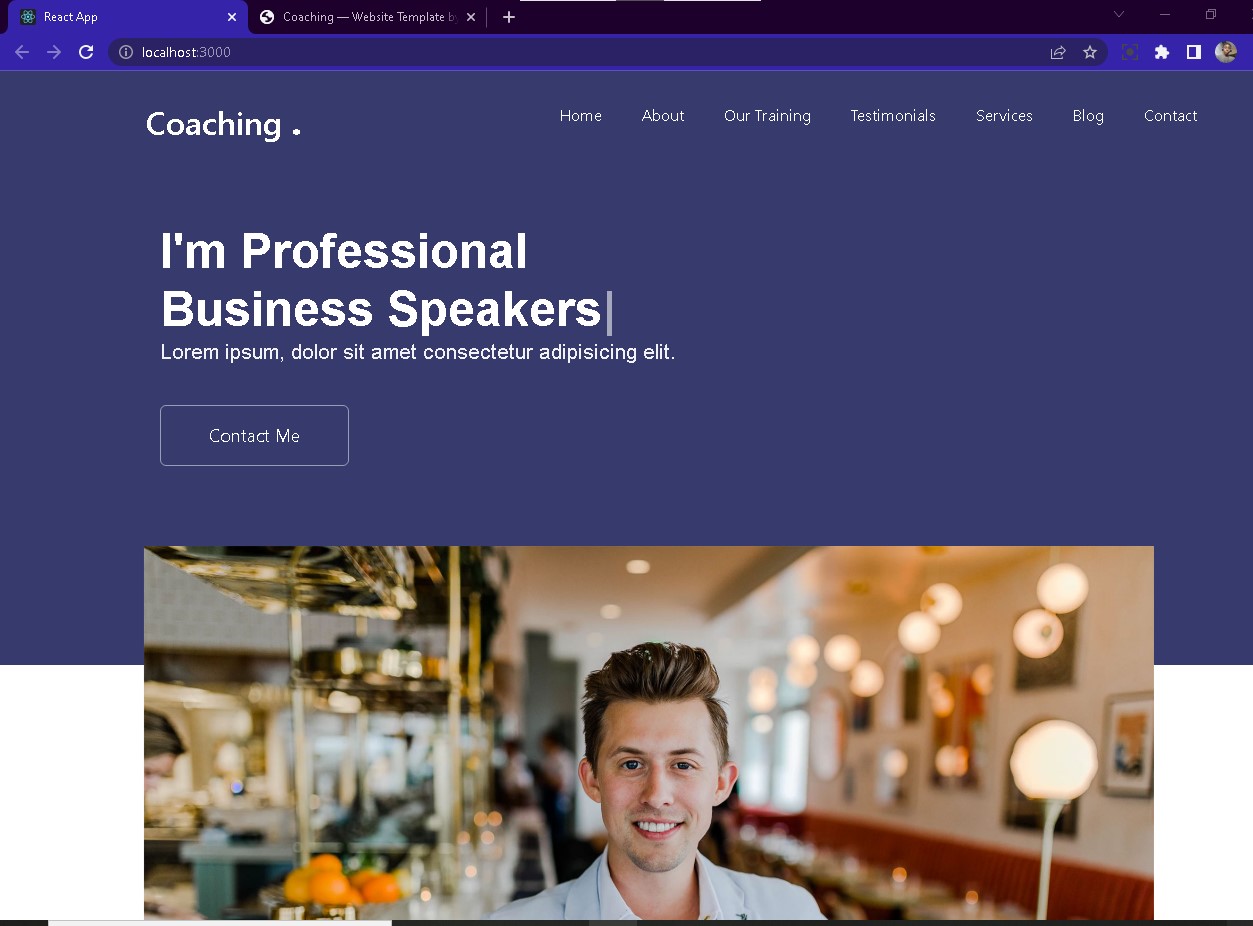 React App
Coaching — Website Template by
localhost:3000
Coaching .
Home About Our Training Testimonials Services Blog Contact
I'm Professional
Business Speakers|
Lorem ipsum, dolor sit amet consectetur adipisicing elit.
Contact Me